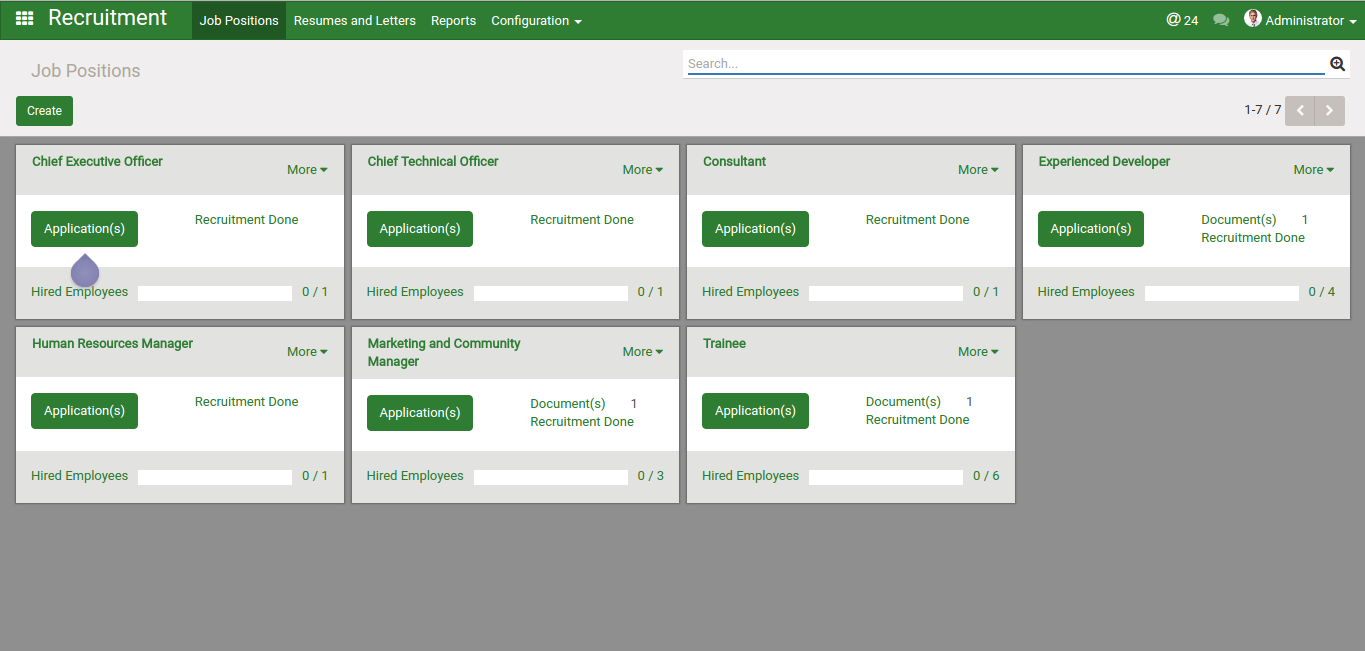 Recruitment Job Positions Resumes and Letters Reports Configuration @ 24 Administrator
Job Positions Search...
Create 1-7 / 7
Chief Executive Officer More
Application(s) Recruitment Done
Hired Employees 0 / 1
Chief Technical Officer More
Application(s) Recruitment Done
Hired Employees 0 / 1
Consultant More
Application(s) Recruitment Done
Hired Employees 0 / 1
Experienced Developer More
Application(s) Document(s) 1
Recruitment Done
Hired Employees 0 / 4
Human Resources Manager More
Application(s) Recruitment Done
Hired Employees 0 / 1
Marketing and Community More
Manager
Application(s) Document(s) 1
Recruitment Done
Hired Employees 0 / 3
Trainee More
Application(s) Document(s) 1
Recruitment Done
Hired Employees 0 / 6